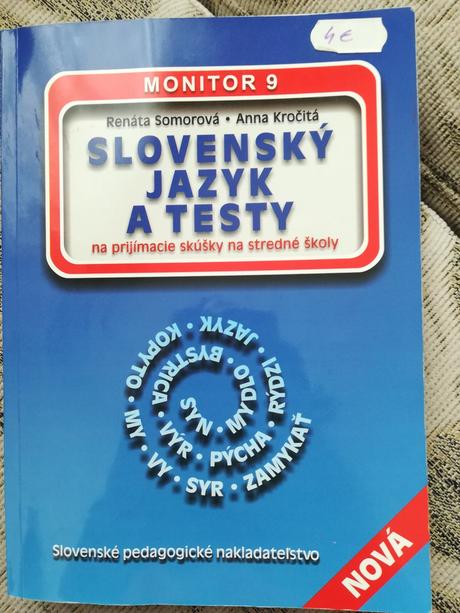 4€
MONITOR 9
Renáta Somorová • Anna Kročitá
SLOVENSKÝ
JAZYK
A TESTY
na prijímacie skúšky na stredné školy
SYN • MYDLO • BYSTRICA • VÝR • PÝCHA • RÝDZI • JAZYK • KOPYTO • MY • VY • SYR • ZAMYKAŤ
Slovenské pedagogické nakladateľstvo
NOVÁ